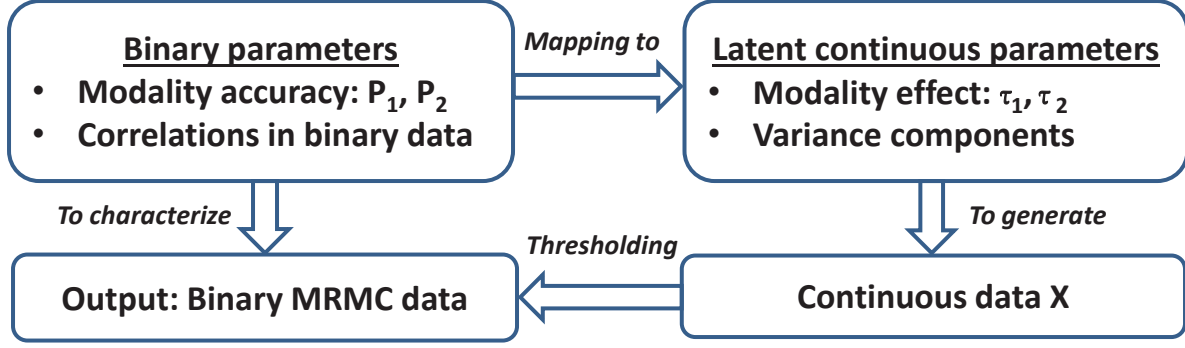 Binary parameters
• Modality accuracy: P₁, P₂
• Correlations in binary data
Mapping to
Latent continuous parameters
• Modality effect: τ₁, τ₂
• Variance components
To characterize
To generate
Output: Binary MRMC data
Thresholding
Continuous data X